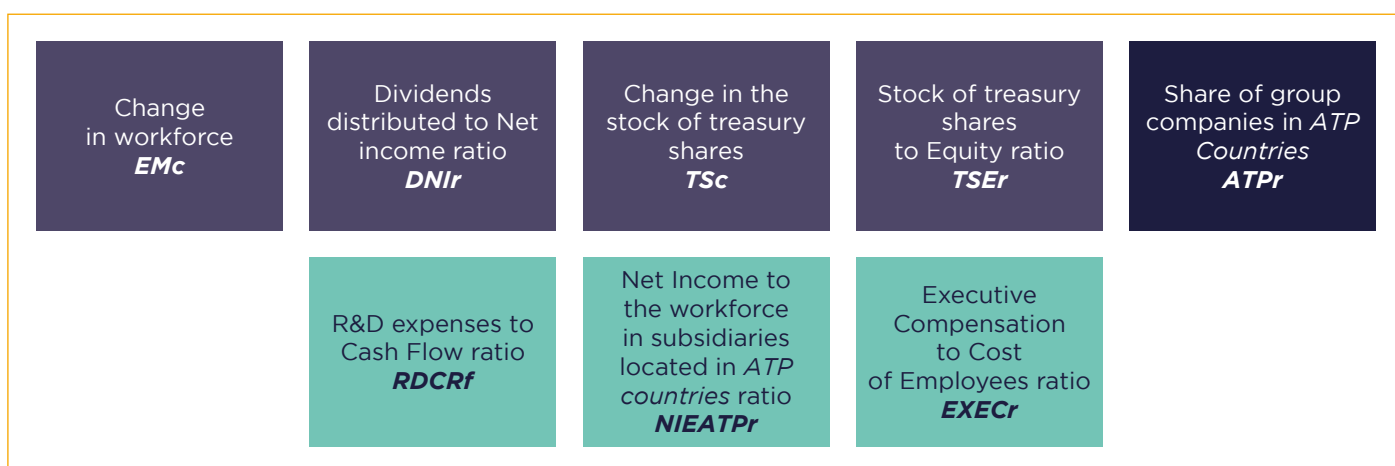 Change
in workforce
EMc
Dividends
distributed to Net
income ratio
DNIr
Change in the
stock of treasury
shares
TSc
Stock of treasury
shares
to Equity ratio
TSEr
Share of group
companies in ATP
Countries
ATPr
R&D expenses to
Cash Flow ratio
RDCRf
Net Income to
the workforce
in subsidiaries
located in ATP
countries ratio
NIEATPr
Executive
Compensation
to Cost
of Employees ratio
EXECr